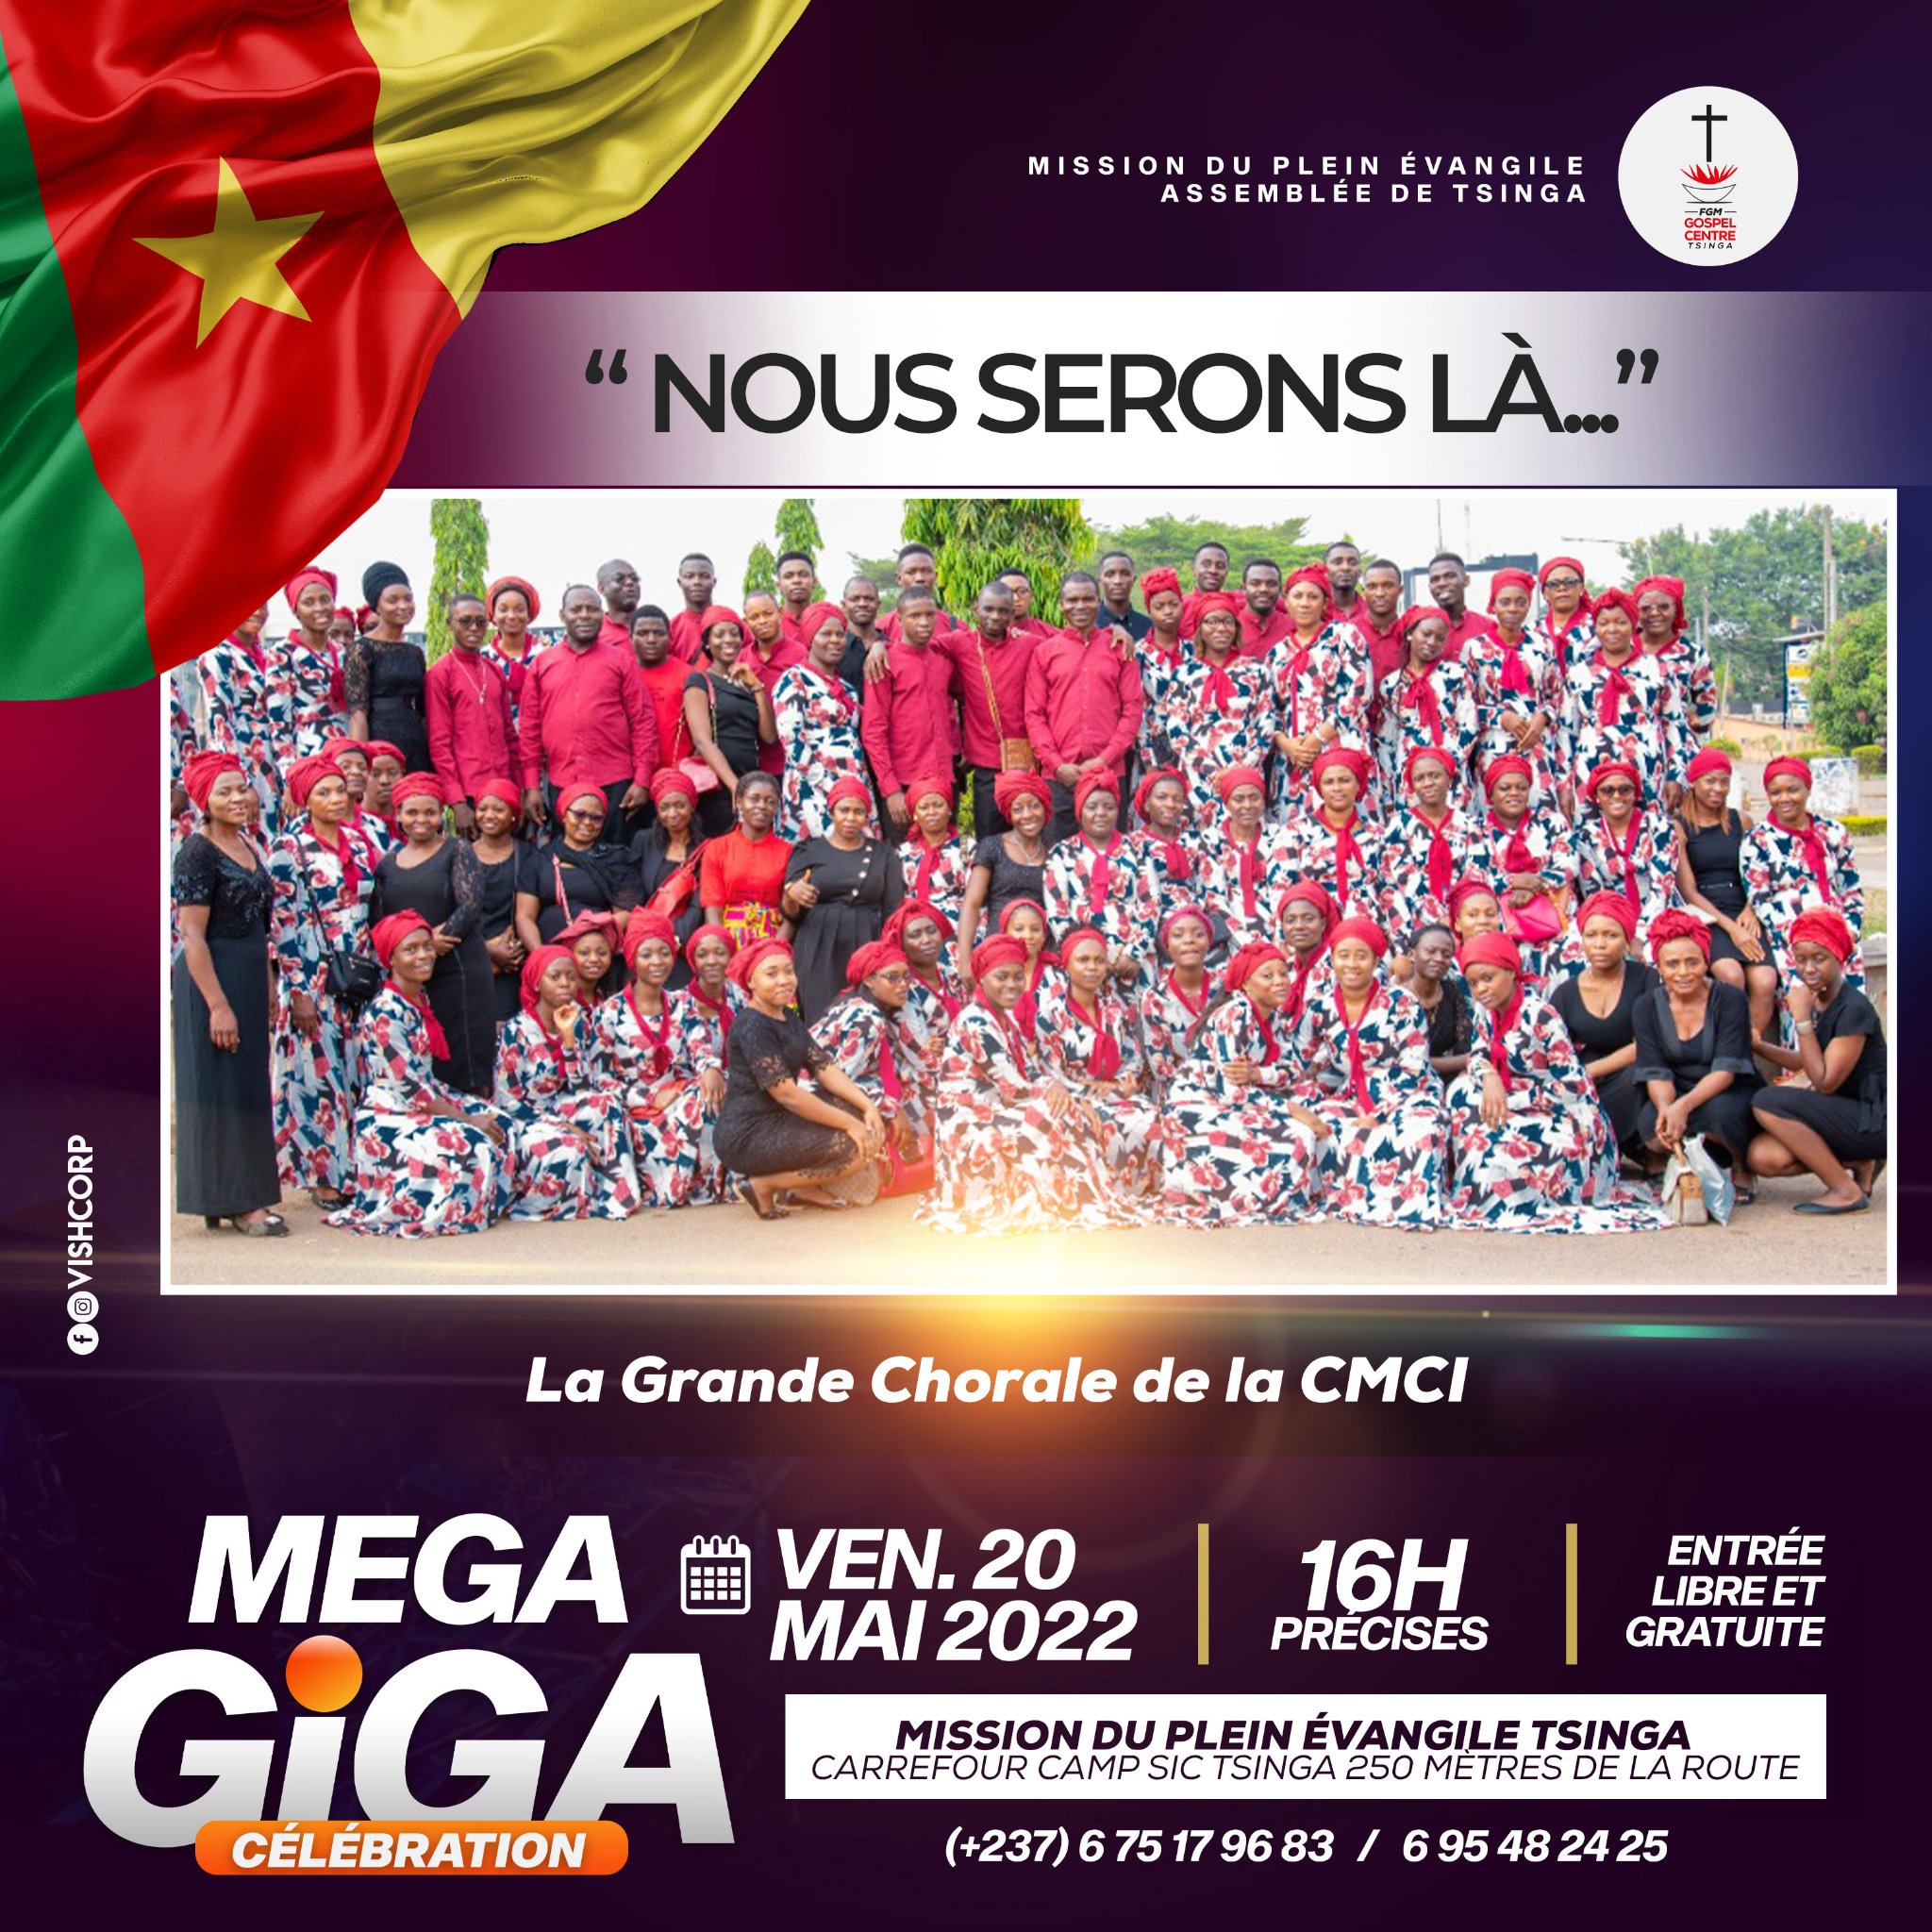 MISSION DU PLEIN ÉVANGILE
ASSEMBLÉE DE TSINGA
FGM
GOSPEL
CENTRE
TSINGA
“ NOUS SERONS LÀ...”
VISHCORP
La Grande Chorale de la CMCI
MEGA
GiGA
CÉLÉBRATION
VEN. 20
MAI 2022
16H
PRÉCISES
ENTRÉE
LIBRE ET
GRATUITE
MISSION DU PLEIN ÉVANGILE TSINGA
CARREFOUR CAMP SIC TSINGA 250 MÈTRES DE LA ROUTE
(+237) 6 75 17 96 83 / 6 95 48 24 25